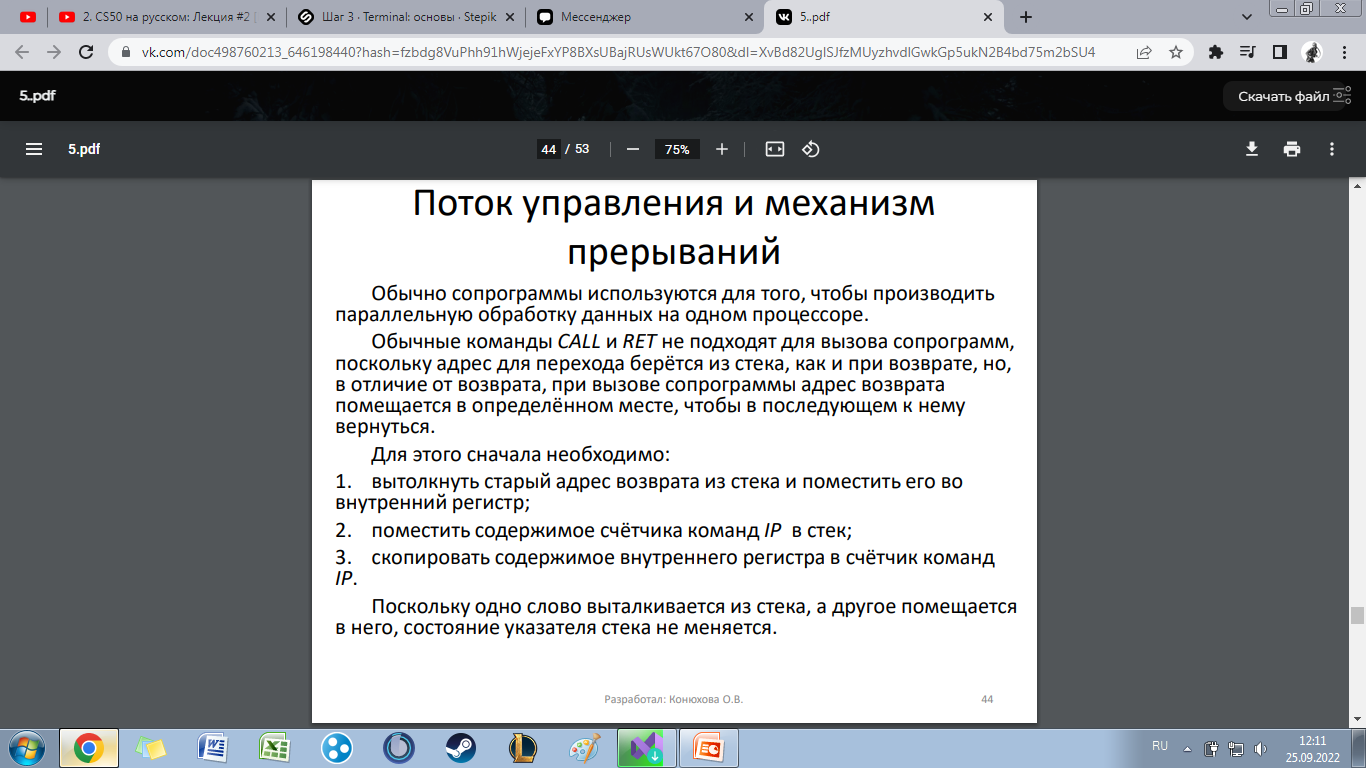 2. CS50 на русском: Лекция #2
Шаг 3 · Terminal: основы · Stepik
Мессенджер
5..pdf
vk.com/doc498760213_646198440?hash=fzbdg8VuPhh91hWjejeFxYP8BXsUBajRUsWUkt67O80&dl=XvBd82UgISJfzMUyzhvdIGwkGp5ukN2B4bd75m2bSU4
5..pdf
Скачать файл
5.pdf
44 / 53
75%
Поток управления и механизм
прерываний
Обычно сопрограммы используются для того, чтобы производить
параллельную обработку данных на одном процессоре.
Обычные команды CALL и RET не подходят для вызова сопрограмм,
поскольку адрес для перехода берётся из стека, как и при возврате, но,
в отличие от возврата, при вызове сопрограммы адрес возврата
помещается в определённом месте, чтобы в последующем к нему
вернуться.
Для этого сначала необходимо:
1. вытолкнуть старый адрес возврата из стека и поместить его во
внутренний регистр;
2. поместить содержимое счётчика команд IP в стек;
3. скопировать содержимое внутреннего регистра в счётчик команд
IP.
Поскольку одно слово выталкивается из стека, а другое помещается
в него, состояние указателя стека не меняется.
Разработал: Конюхова О.В.
44
RU
12:11
25.09.2022